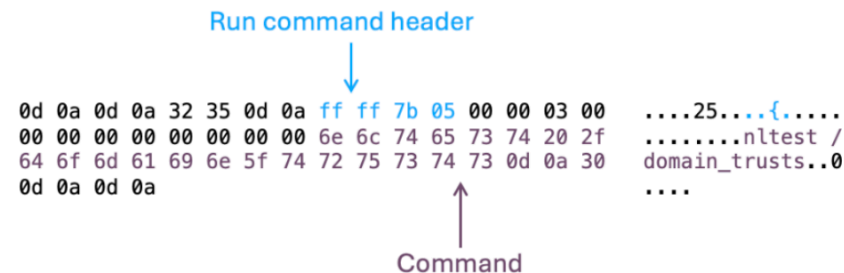 Run command header
0d 0a 0d 0a 32 35 0d 0a ff ff 7b 05 00 00 03 00 ....25....{.....
00 00 00 00 00 00 00 00 6e 6c 74 65 73 74 20 2f ........nltest /
64 6f 6d 61 69 6e 5f 74 72 75 73 74 73 0d 0a 30 domain_trusts..0
0d 0a 0d 0a ....
Command